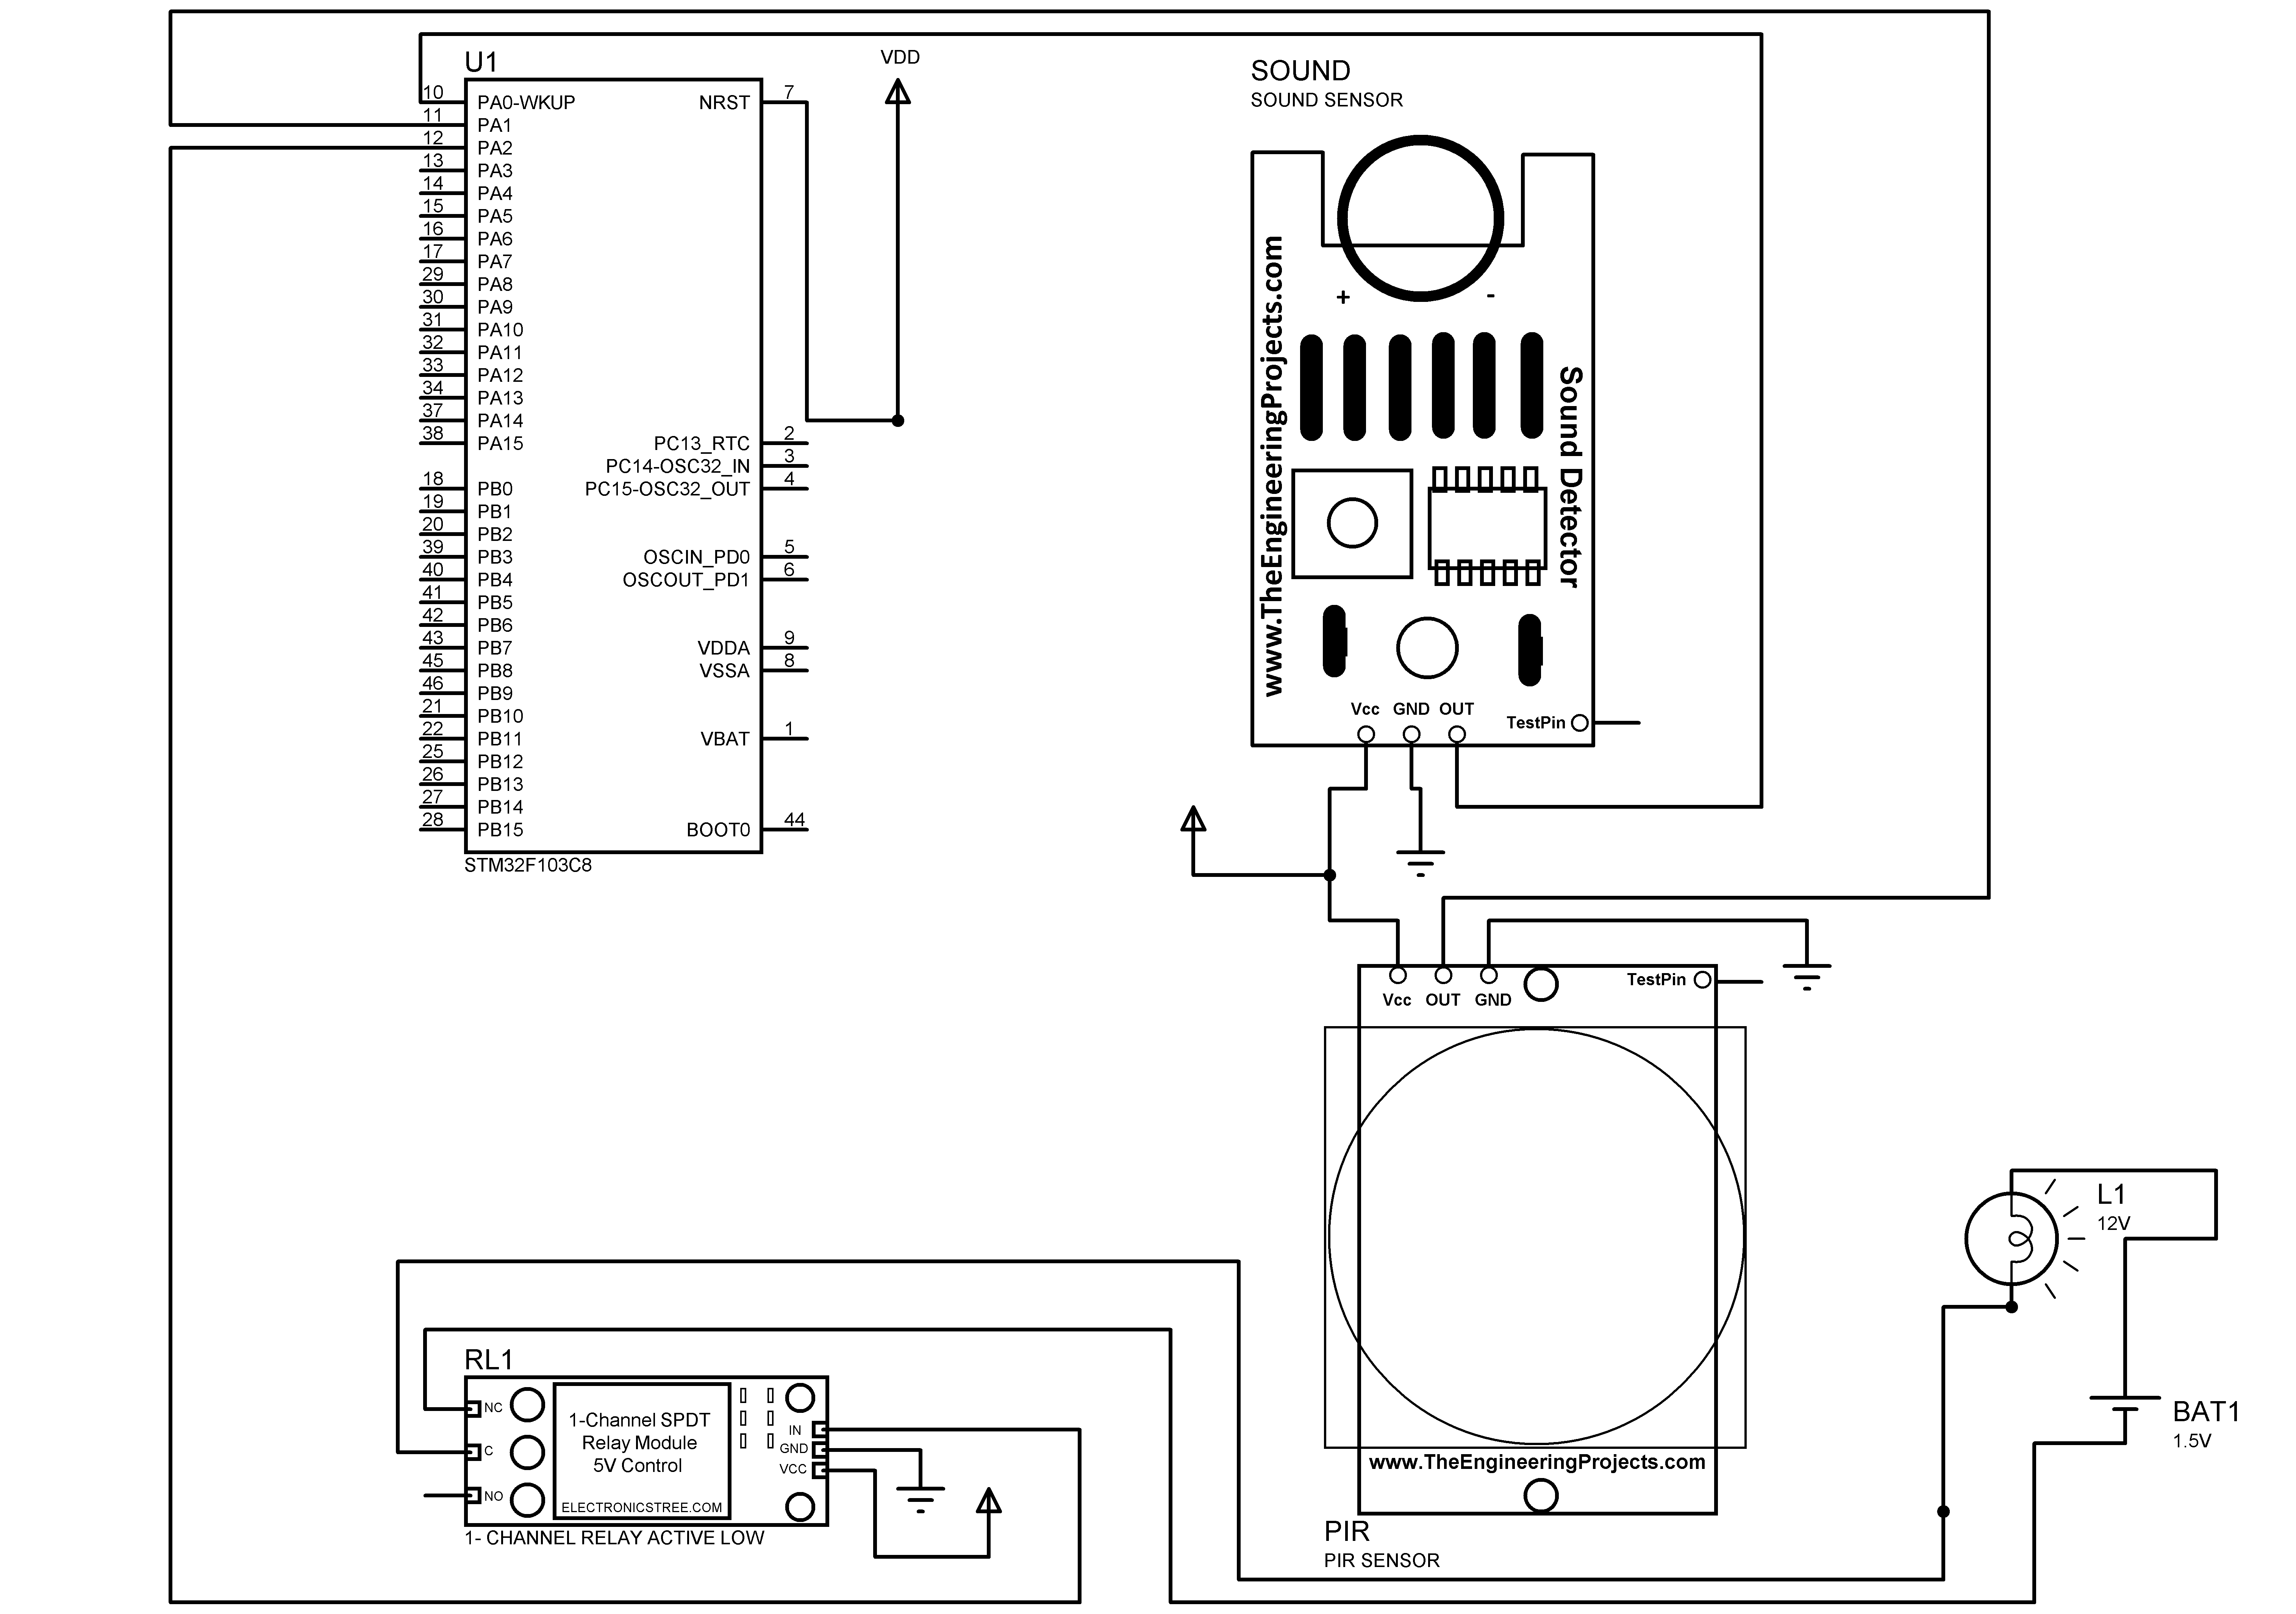 U1
VDD
10 PA0-WKUP
11 PA1
12 PA2
13 PA3
14 PA4
15 PA5
16 PA6
17 PA7
29 PA8
30 PA9
31 PA10
32 PA11
33 PA12
34 PA13
37 PA14
38 PA15
18 PB0
19 PB1
20 PB2
39 PB3
40 PB4
41 PB5
42 PB6
43 PB7
45 PB8
46 PB9
21 PB10
22 PB11
25 PB12
26 PB13
27 PB14
28 PB15
NRST 7
PC13_RTC 2
PC14-OSC32_IN 3
PC15-OSC32_OUT 4
OSCIN_PD0 5
OSCOUT_PD1 6
VDDA 9
VSSA 8
VBAT 1
BOOT0 44
STM32F103C8
SOUND
SOUND SENSOR
+ -
www.TheEngineeringProjects.com
Sound Detector
Vcc GND OUT
TestPin
Vcc OUT GND
TestPin
www.TheEngineeringProjects.com
PIR
PIR SENSOR
L1
12V
BAT1
1.5V
RL1
NC
C
NO
1-Channel SPDT
Relay Module
5V Control
ELECTRONICSTREE.COM
IN
GND
VCC
1- CHANNEL RELAY ACTIVE LOW